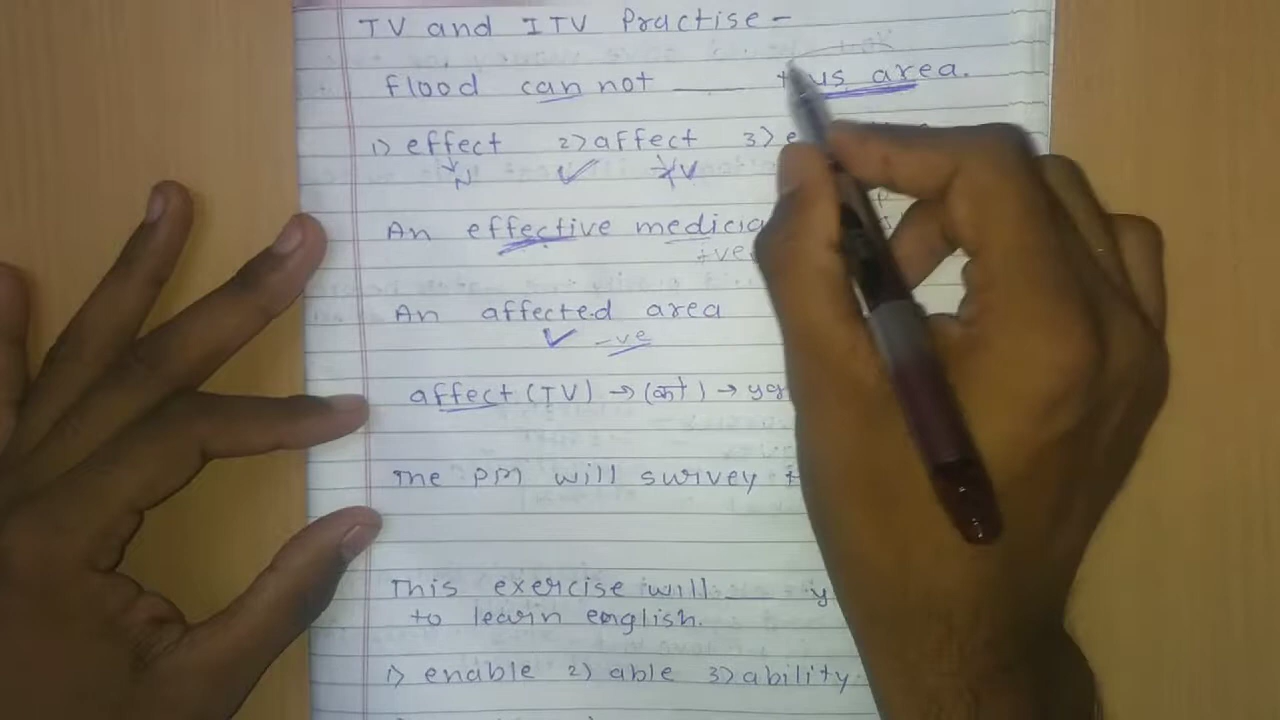 TV and ITV Practise -
flood can not ____ area.
1) effect 2) affect 3)
N V
An effective
+ve
An affected area
-ve
affect (TV) → →
The PM will survey
This exercise will ____
to learn english.
1) enable 2) able 3) ability